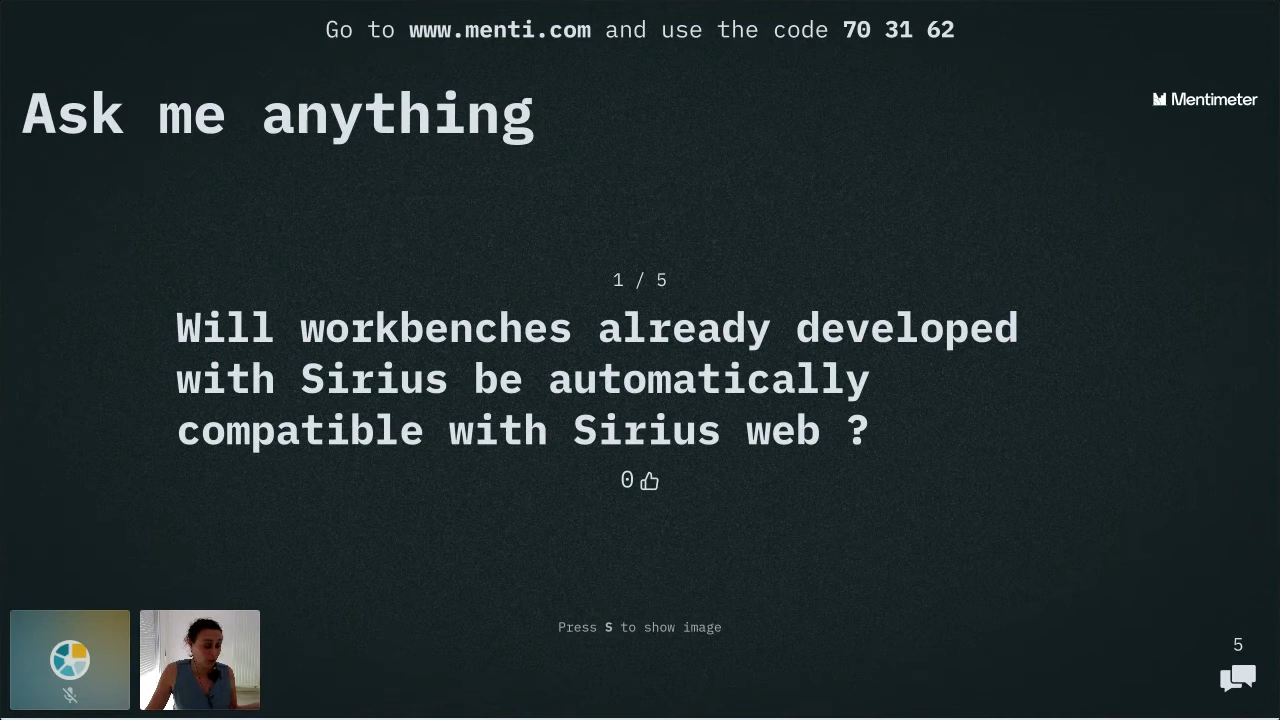 Go to www.menti.com and use the code 70 31 62
Ask me anything
Mentimeter
1 / 5
Will workbenches already developed
with Sirius be automatically
compatible with Sirius web ?
0
Press S to show image
5